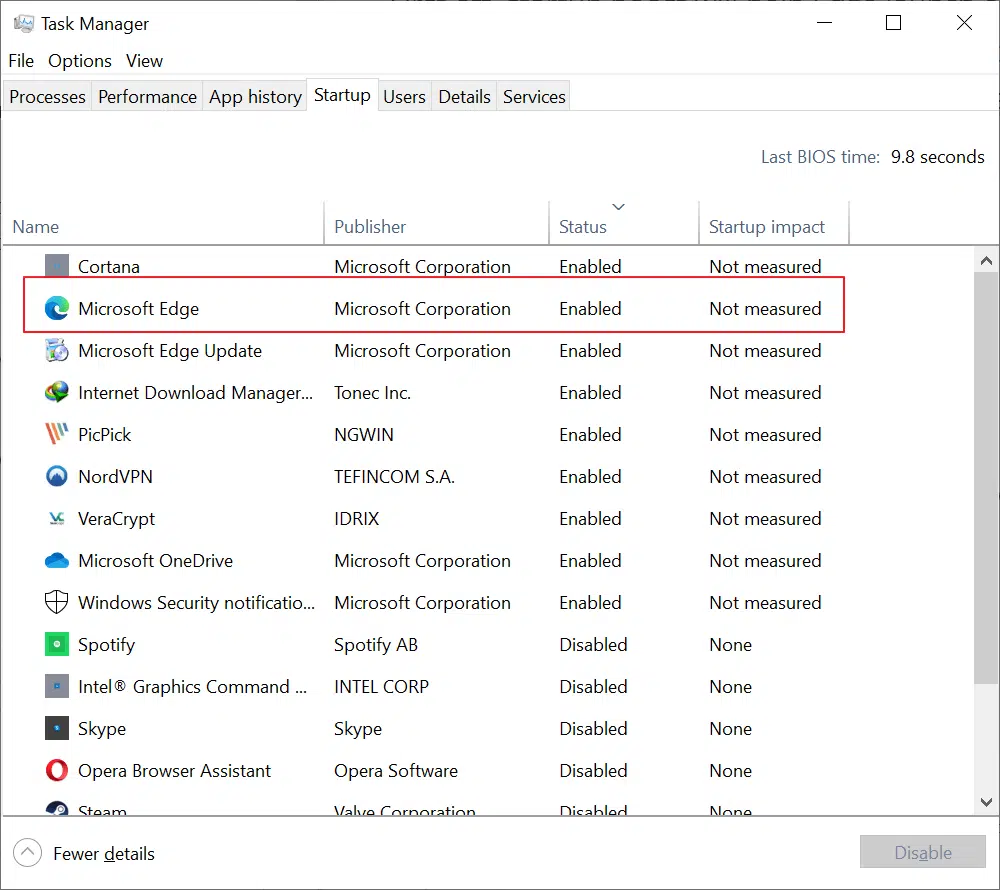 Task Manager
File Options View
Processes Performance App history Startup Users Details Services
Last BIOS time: 9.8 seconds
Name Publisher Status Startup impact
Cortana Microsoft Corporation Enabled Not measured
Microsoft Edge Microsoft Corporation Enabled Not measured
Microsoft Edge Update Microsoft Corporation Enabled Not measured
Internet Download Manager... Tonec Inc. Enabled Not measured
PicPick NGWIN Enabled Not measured
NordVPN TEFINCOM S.A. Enabled Not measured
VeraCrypt IDRIX Enabled Not measured
Microsoft OneDrive Microsoft Corporation Enabled Not measured
Windows Security notificatio... Microsoft Corporation Enabled Not measured
Spotify Spotify AB Disabled None
Intel® Graphics Command ... INTEL CORP Disabled None
Skype Skype Disabled None
Opera Browser Assistant Opera Software Disabled None
Steam Valve Corporation Disabled None
Fewer details Disable